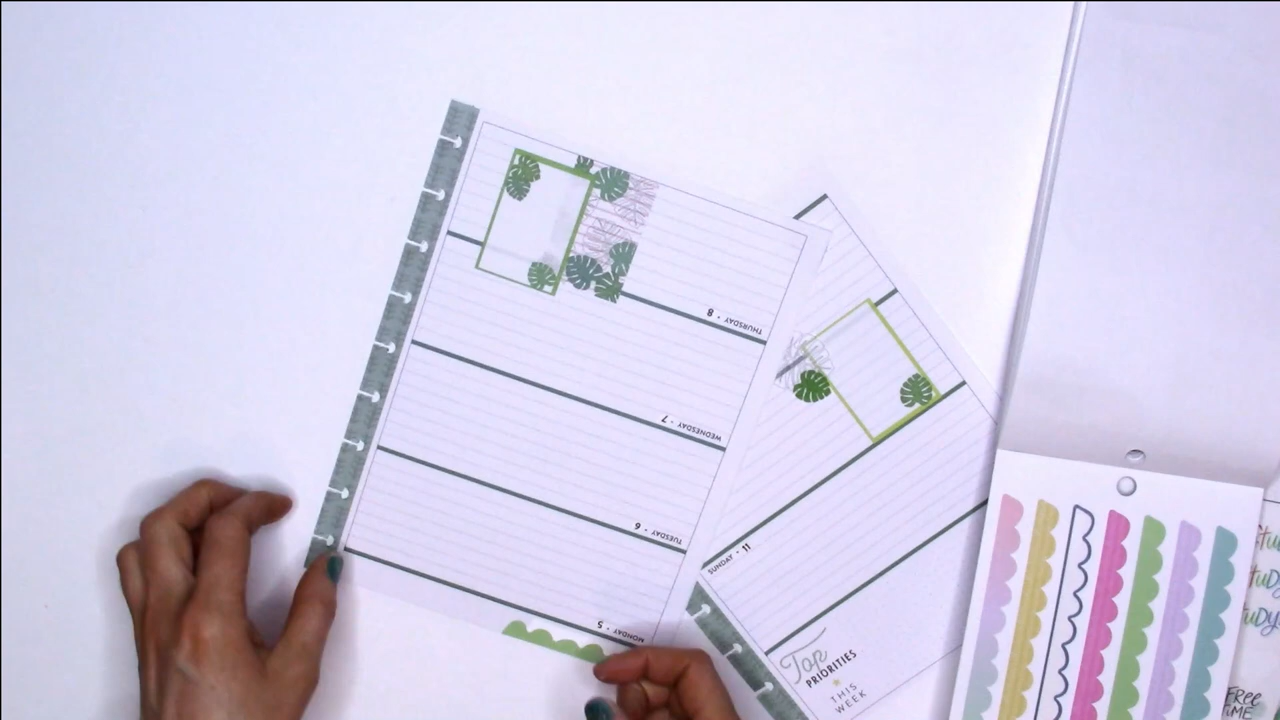 MONDAY • 5
TUESDAY • 6
WEDNESDAY • 7
THURSDAY • 8
SUNDAY • 11
Top
PRIORITIES
THIS
WEEK
FREE
TIME